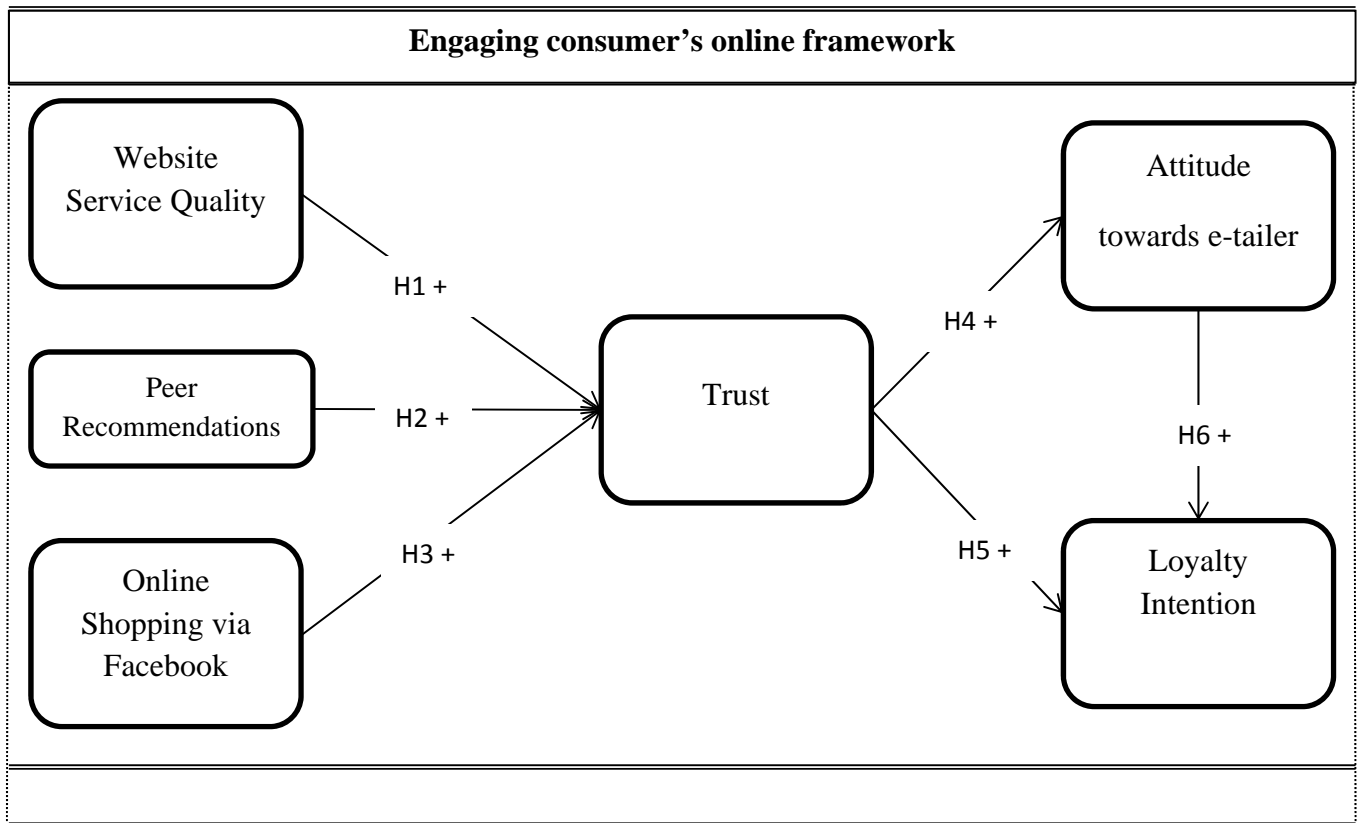 Engaging consumer’s online framework
Website
Service Quality
H1 +
Peer
Recommendations
H2 +
Online
Shopping via
Facebook
H3 +
Trust
H4 +
Attitude
towards e-tailer
H5 +
H6 +
Loyalty
Intention